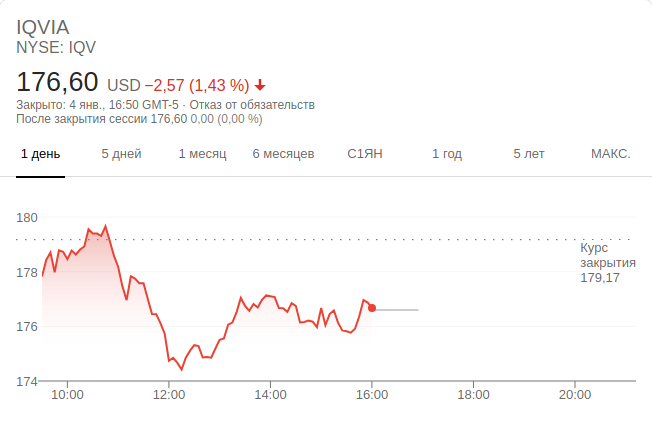 IQVIA
NYSE: IQV
176,60 USD −2,57 (1,43 %)
Закрыто: 4 янв., 16:50 GMT-5 · Отказ от обязательств
После закрытия сессии 176,60 0,00 (0,00 %)
1 день 5 дней 1 месяц 6 месяцев С1ЯН 1 год 5 лет МАКС.
180
Курс
закрытия
179,17
178
176
174
10:00 12:00 14:00 16:00 18:00 20:00